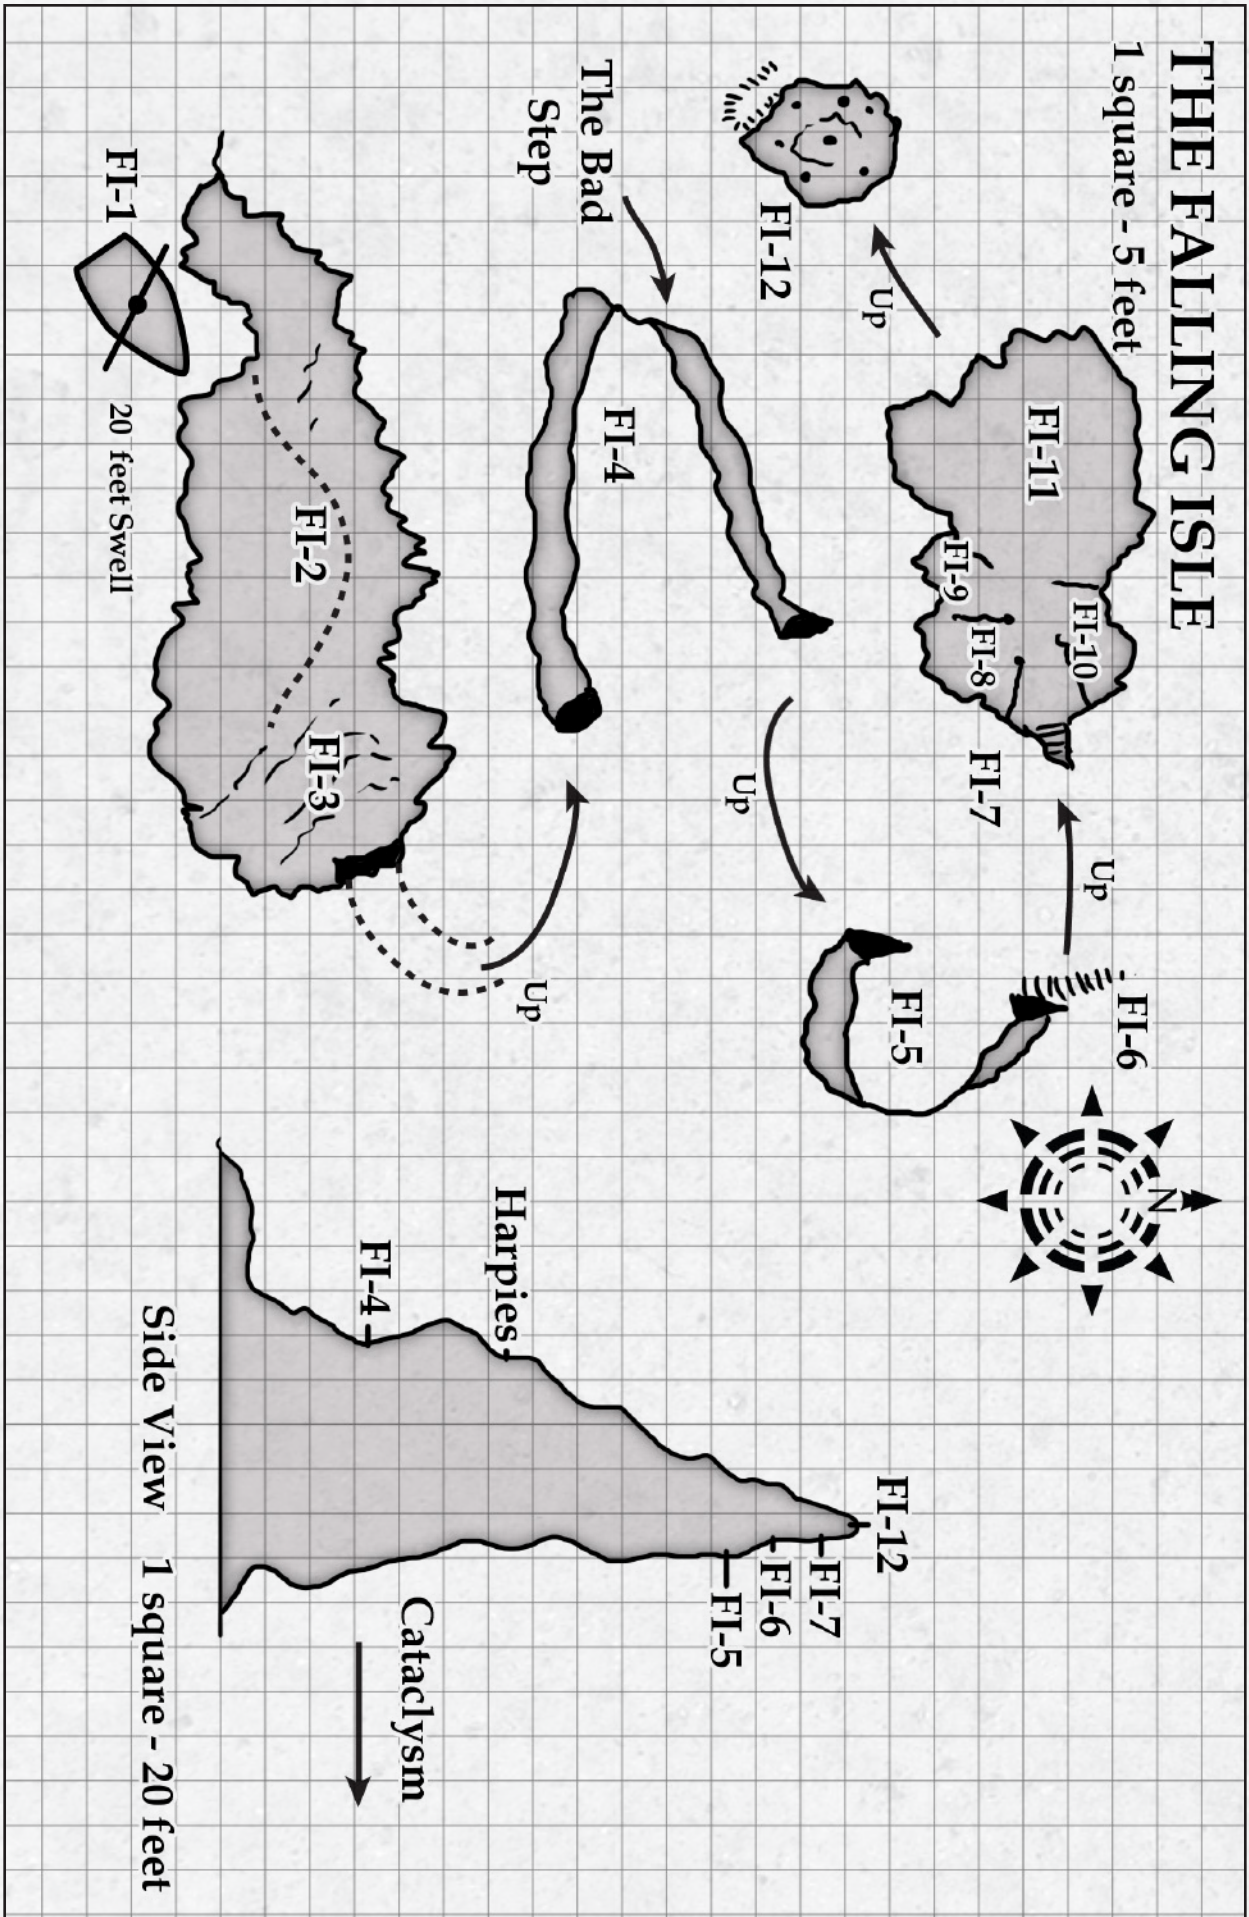 THE FALLING ISLE
1 square - 5 feet
FI-11
FI-9
FI-10
FI-8
FI-7
Up
FI-6
N
Up
FI-12
The Bad
Step
FI-4
Up
FI-5
FI-1
20 feet Swell
FI-2
FI-3
Up
FI-12
FI-7
FI-6
FI-5
Harpies
FI-4
Cataclysm
Side View 1 square - 20 feet